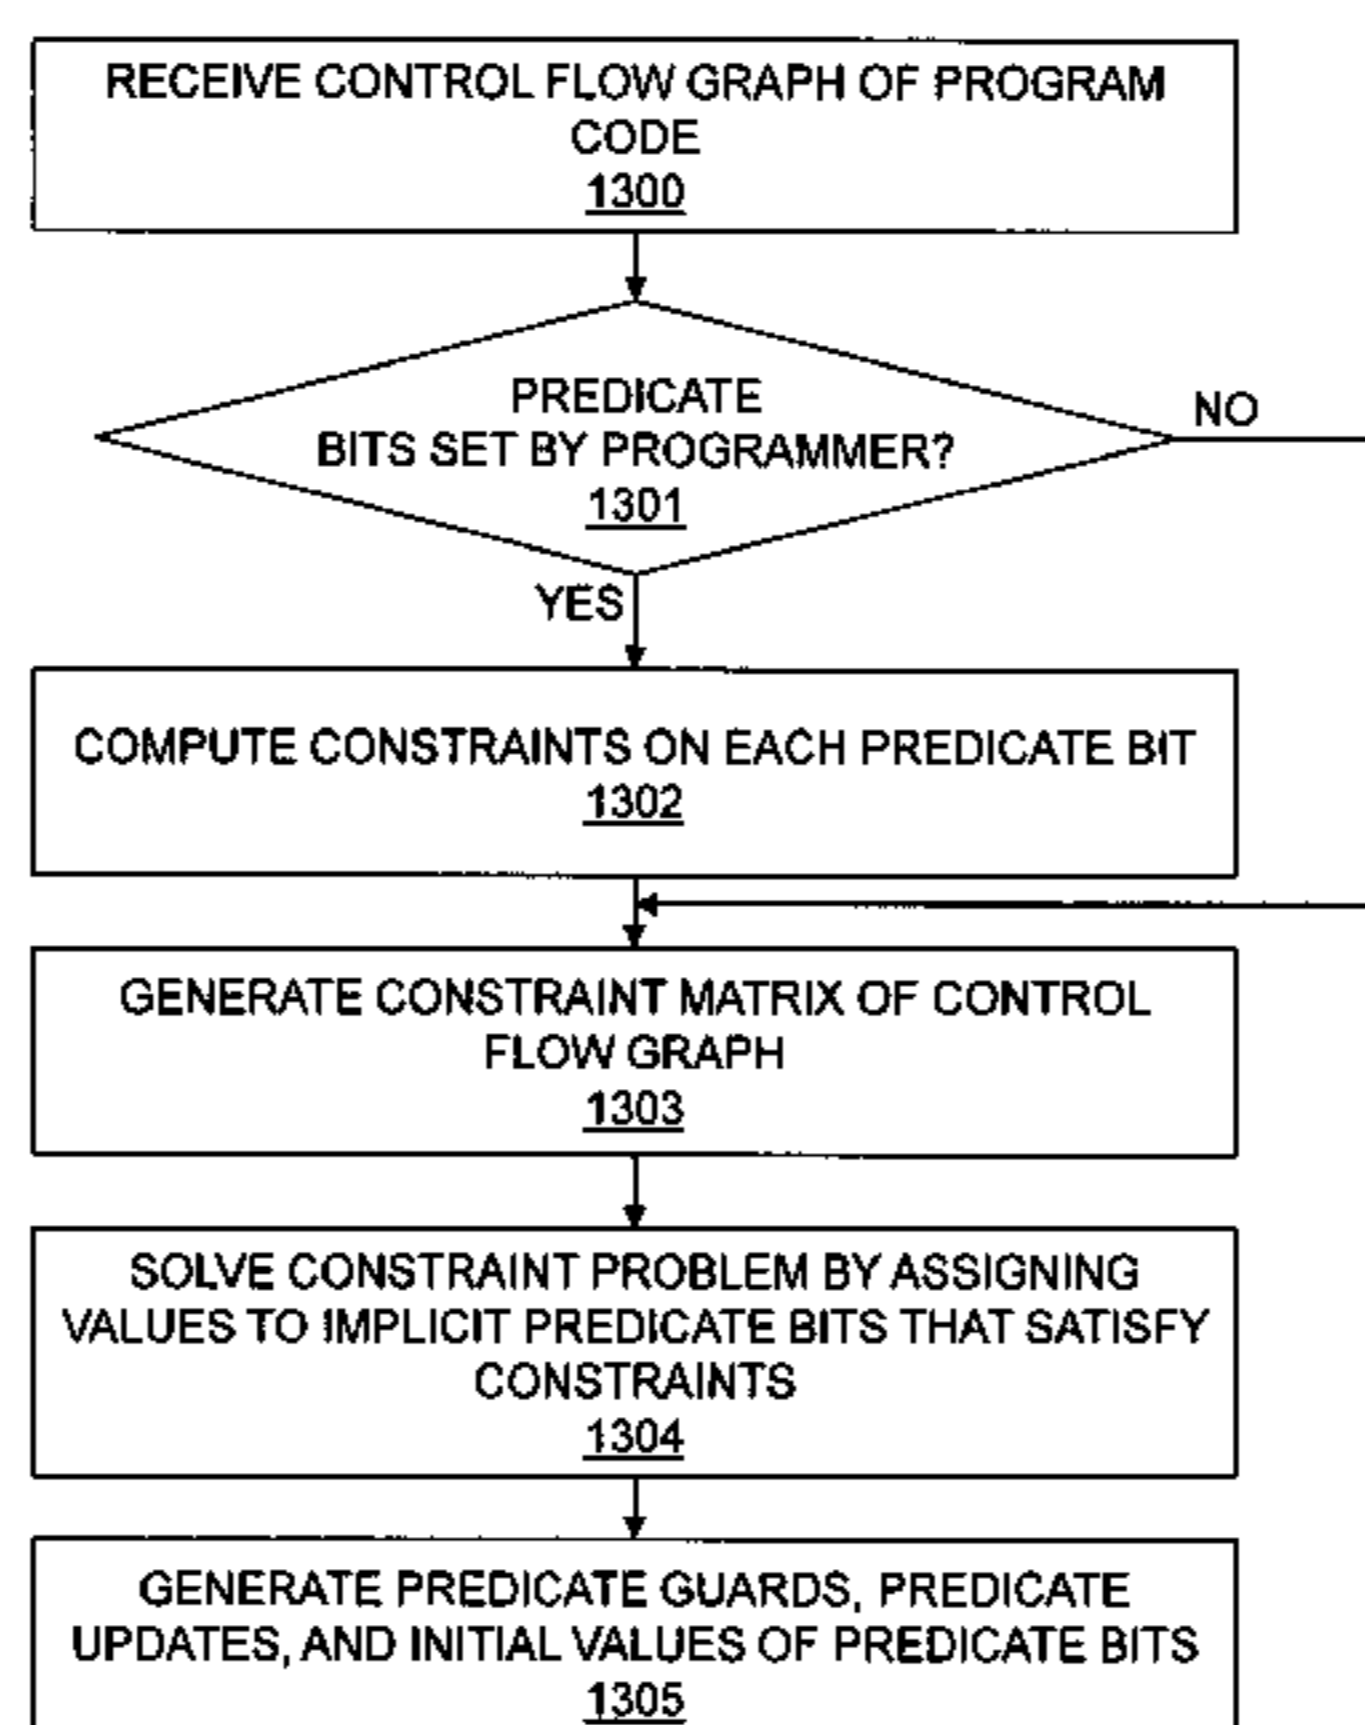 RECEIVE CONTROL FLOW GRAPH OF PROGRAM
CODE
1300
PREDICATE
BITS SET BY PROGRAMMER?
1301
NO
YES
COMPUTE CONSTRAINTS ON EACH PREDICATE BIT
1302
GENERATE CONSTRAINT MATRIX OF CONTROL
FLOW GRAPH
1303
SOLVE CONSTRAINT PROBLEM BY ASSIGNING
VALUES TO IMPLICIT PREDICATE BITS THAT SATISFY
CONSTRAINTS
1304
GENERATE PREDICATE GUARDS, PREDICATE
UPDATES, AND INITIAL VALUES OF PREDICATE BITS
1305